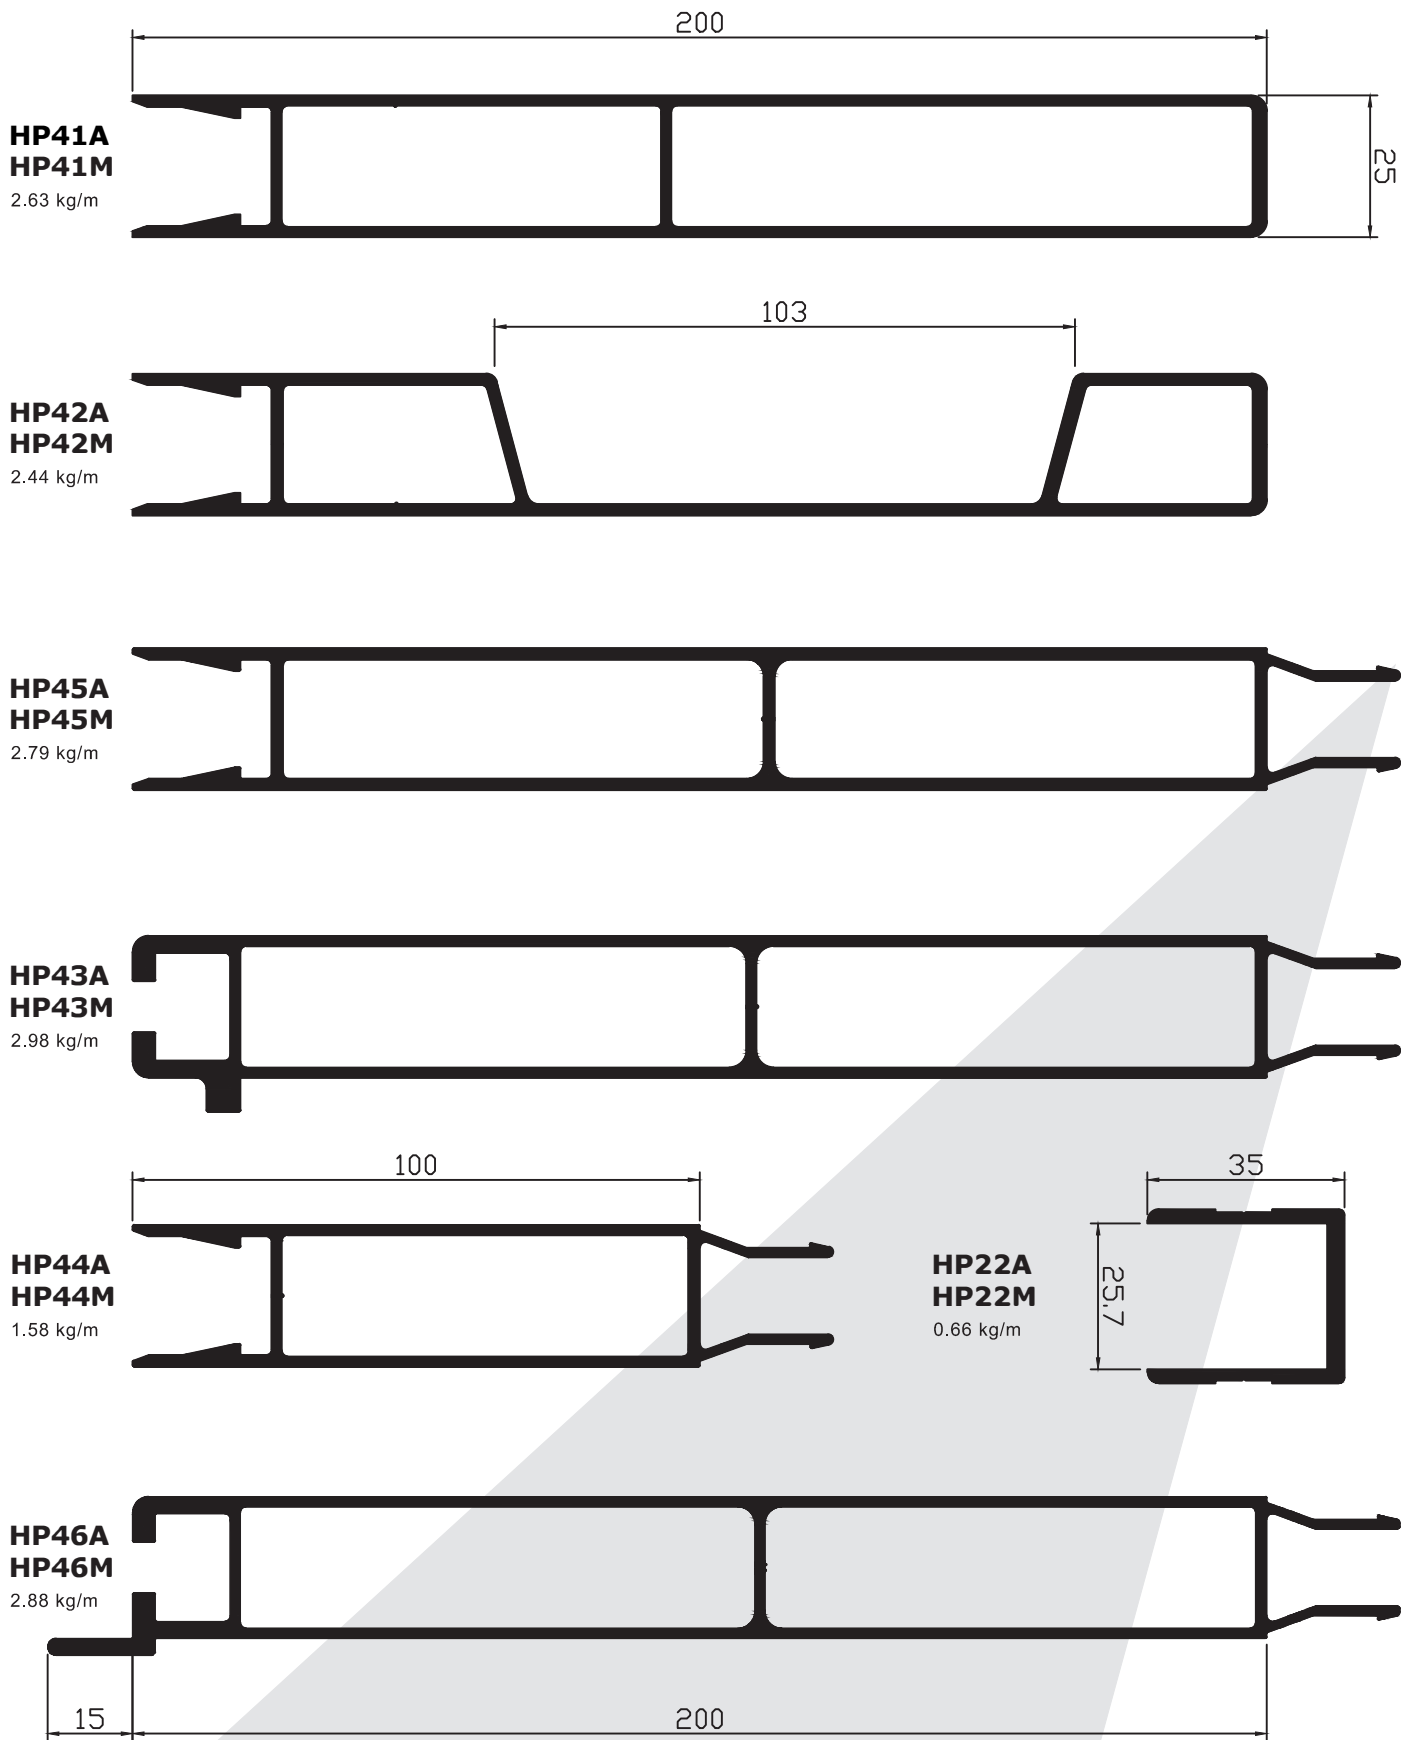 200
HP41A
HP41M
2.63 kg/m
25
103
HP42A
HP42M
2.44 kg/m
HP45A
HP45M
2.79 kg/m
HP43A
HP43M
2.98 kg/m
100
35
HP44A
HP44M
1.58 kg/m
HP22A
HP22M
0.66 kg/m
25.7
HP46A
HP46M
2.88 kg/m
15
200